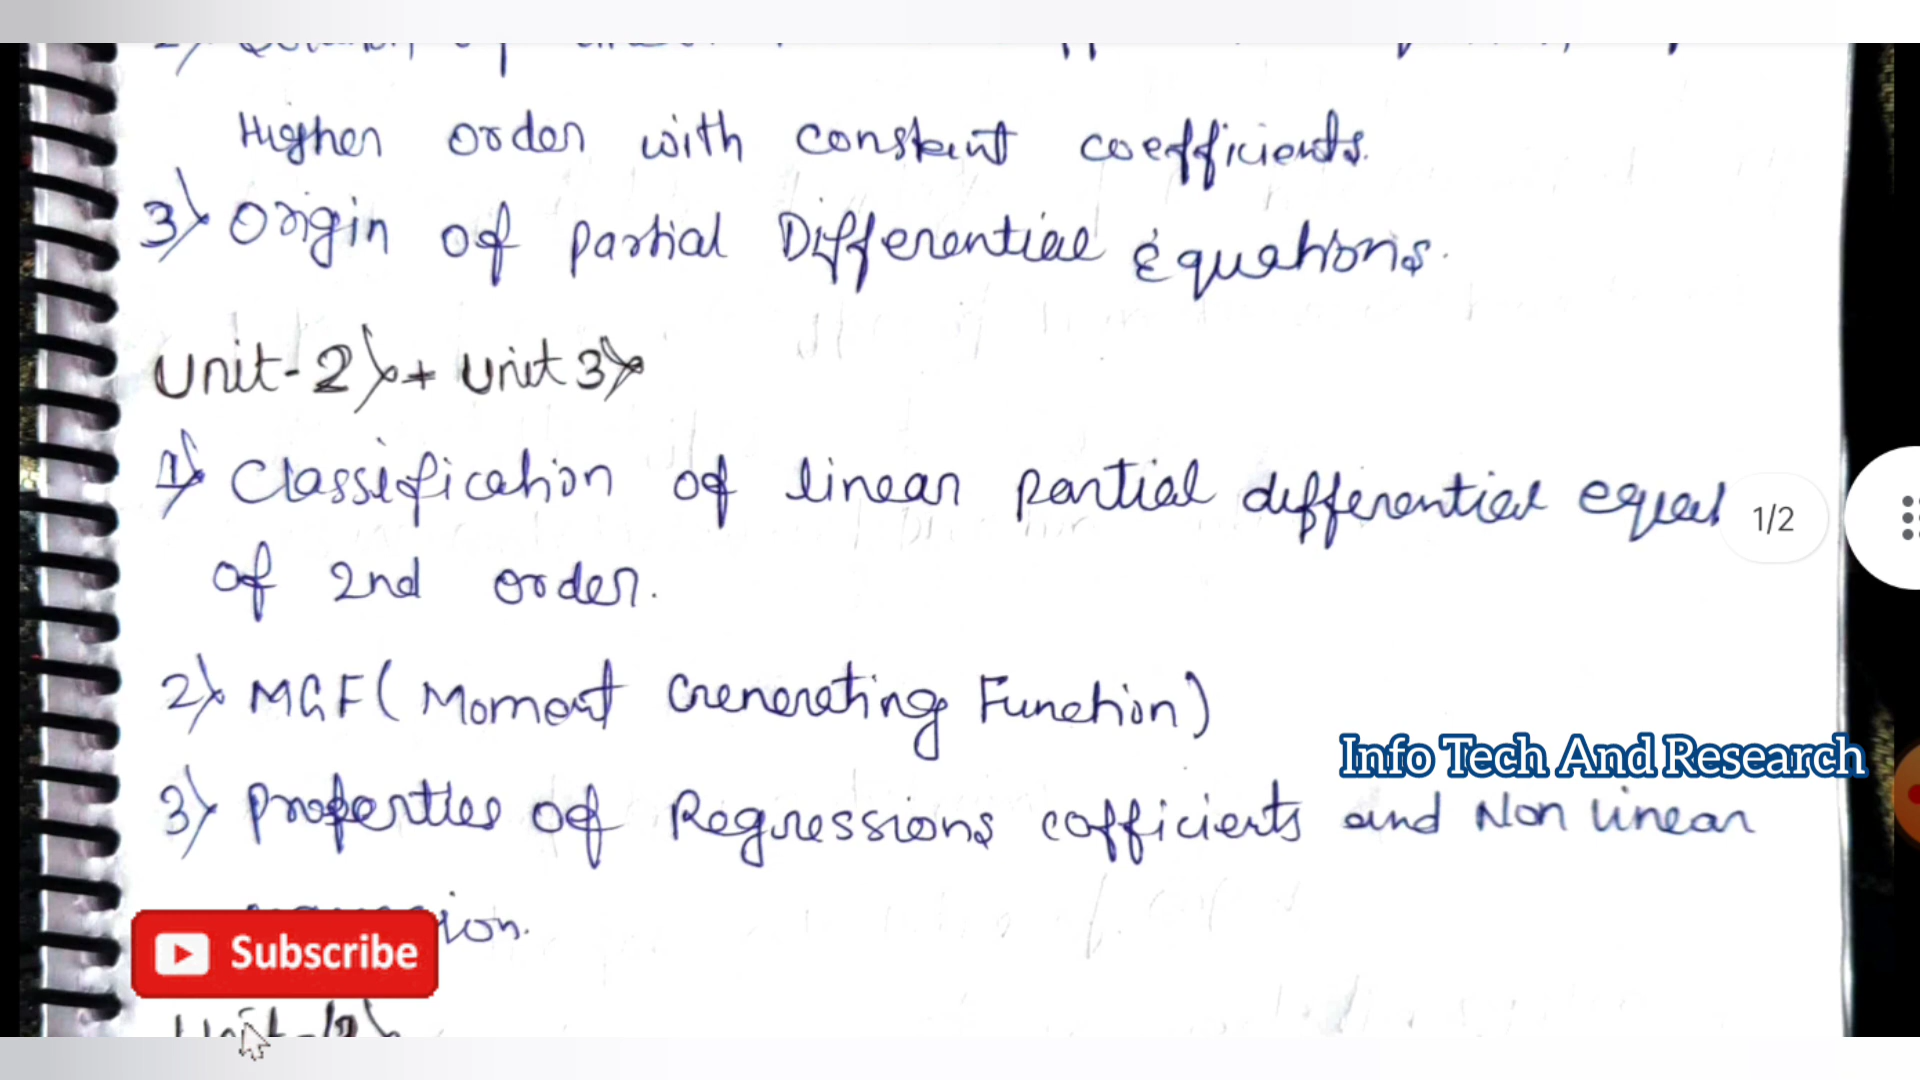 Higher order with constent coefficients.
3) Origin of partial Differential Equations.
Unit-2) + Unit 3)
1) Classification of linear partial differential equat
1/2
of 2nd order.
2) MGF (Moment Generating Function)
Info Tech And Research
3) Properties of Regressions cofficients and Non linear
Subscribe